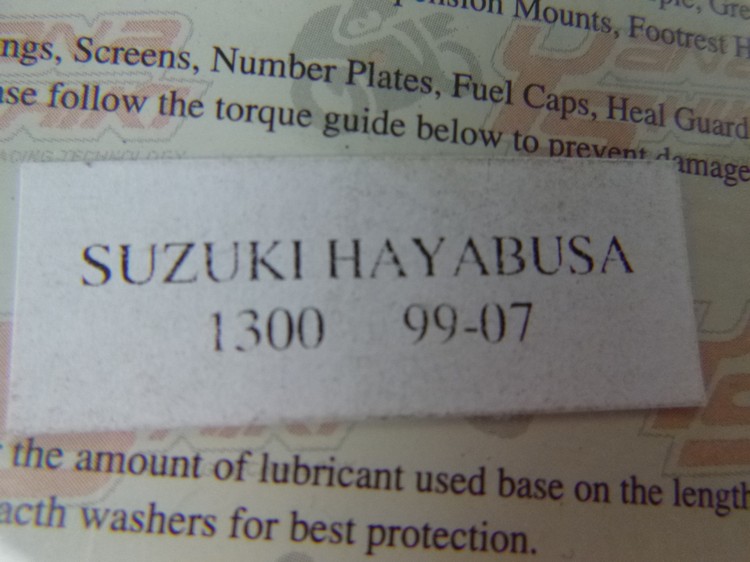 Mounts, Footrest
ngs, Screens, Number Plates, Fuel Caps, Heal Guard
se follow the torque guide below to prevent damage
RACING TECHNOLOGY
SUZUKI HAYABUSA
1300 99-07
the amount of lubricant used base on the length
acth washers for best protection.